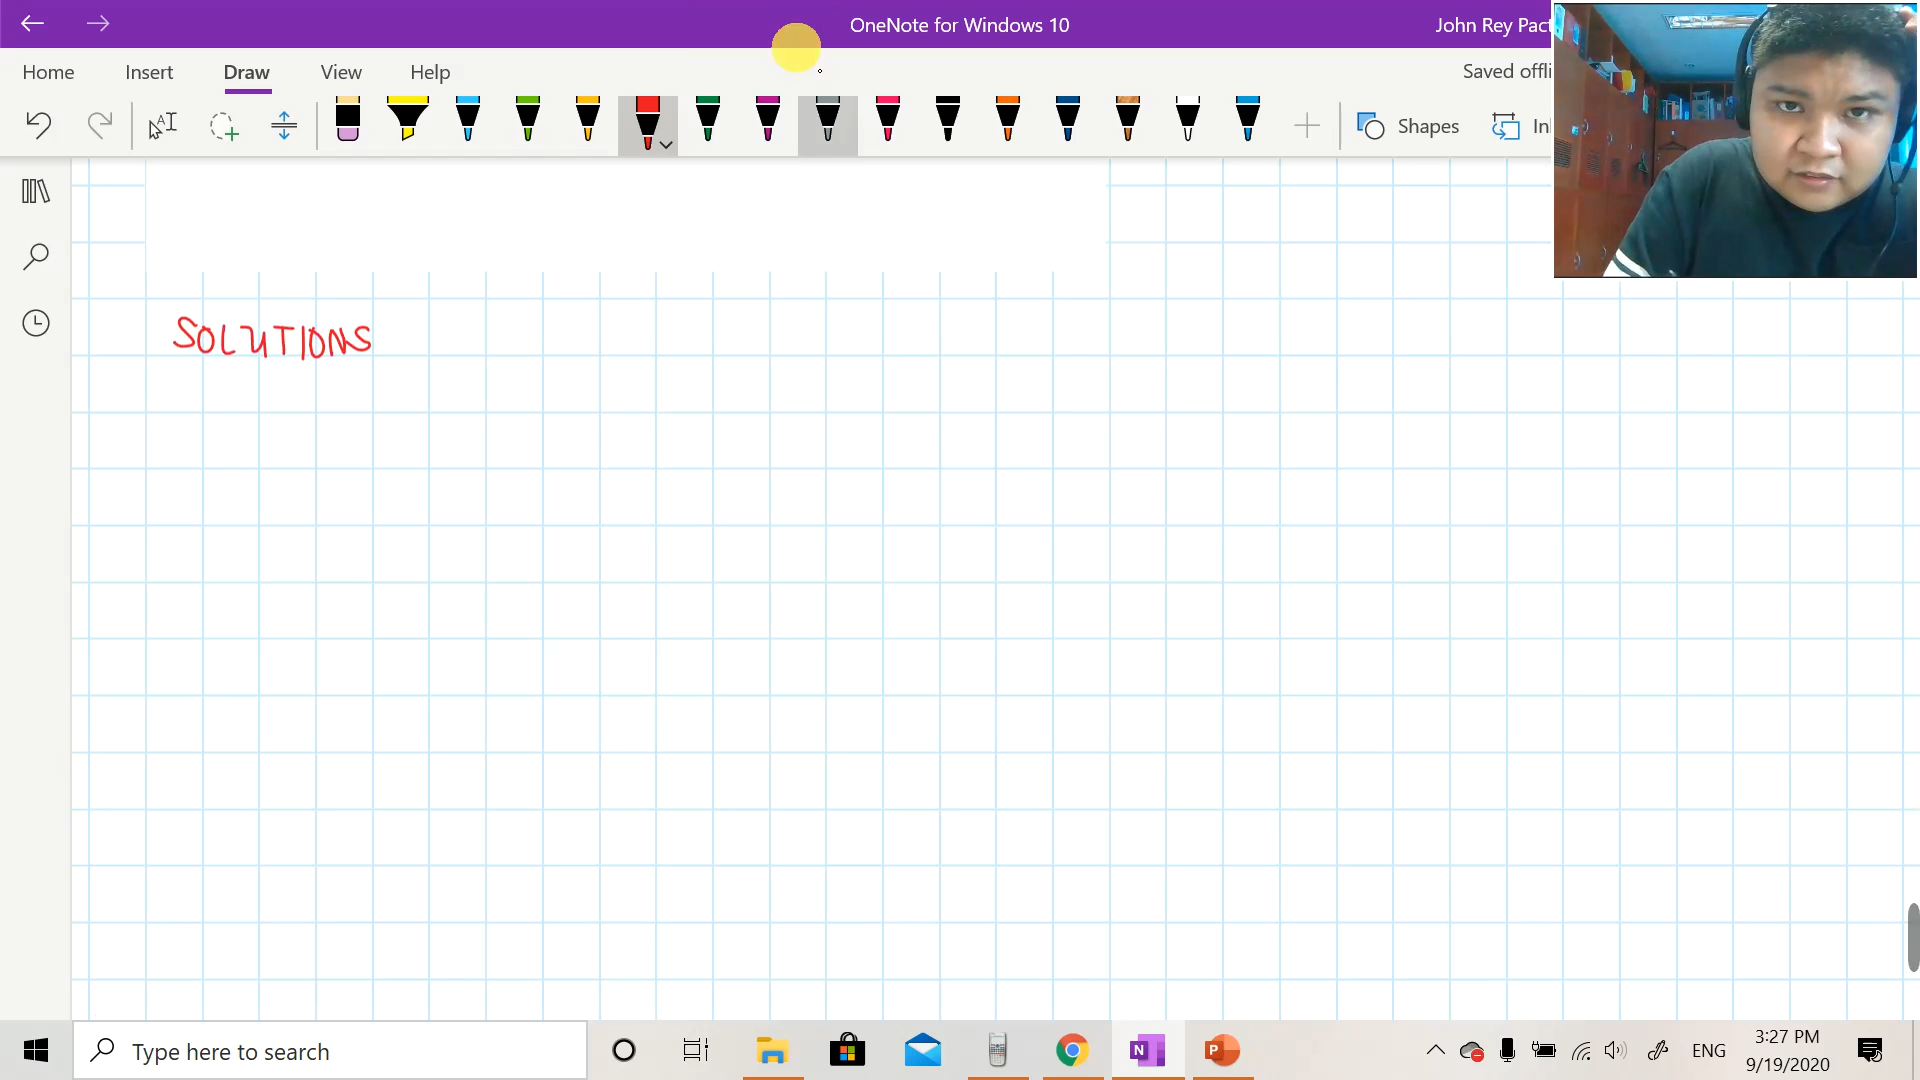 OneNote for Windows 10
John Rey Pact
Home Insert Draw View Help
Saved offli
Shapes
In
SOLUTIONS
Type here to search
ENG
3:27 PM
9/19/2020